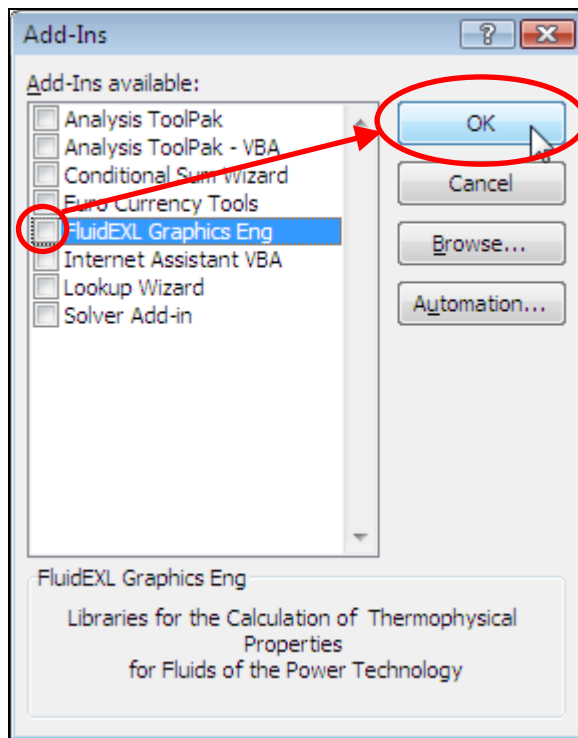 Add-Ins
Add-Ins available:
Analysis ToolPak
Analysis ToolPak - VBA
Conditional Sum Wizard
Euro Currency Tools
FluidEXL Graphics Eng
Internet Assistant VBA
Lookup Wizard
Solver Add-in
OK
Cancel
Browse...
Automation...
FluidEXL Graphics Eng
Libraries for the Calculation of Thermophysical
Properties
for Fluids of the Power Technology